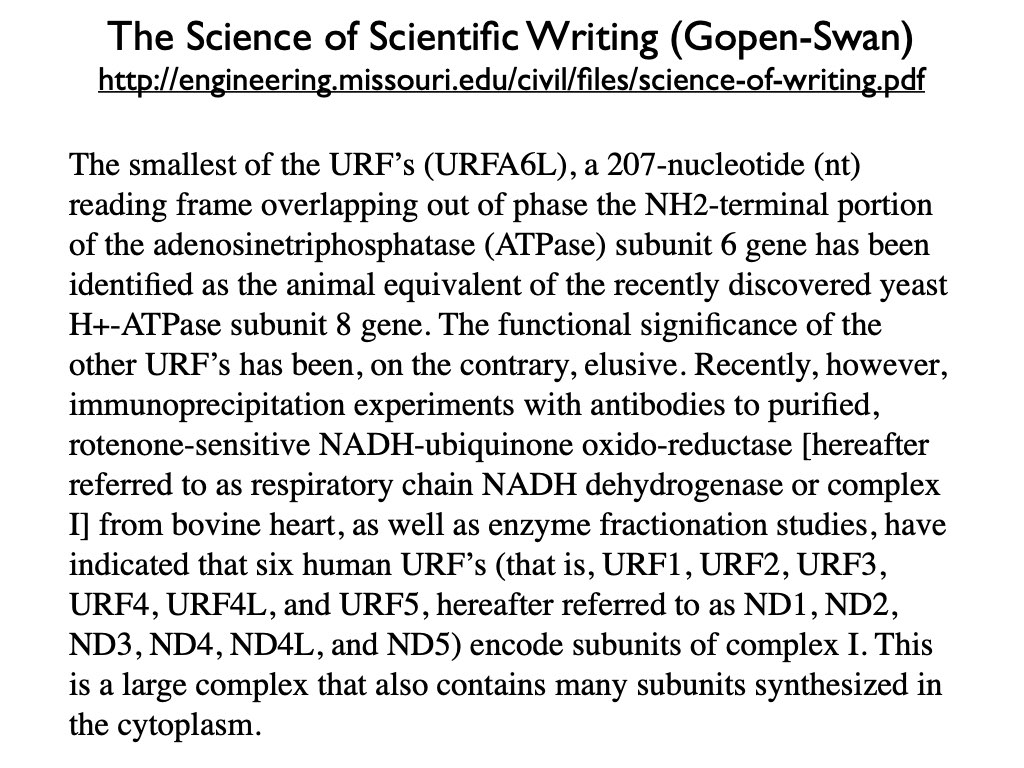 The Science of Scientific Writing (Gopen-Swan)
http://engineering.missouri.edu/civil/files/science-of-writing.pdf
The smallest of the URF’s (URFA6L), a 207-nucleotide (nt)
reading frame overlapping out of phase the NH2-terminal portion
of the adenosinetriphosphatase (ATPase) subunit 6 gene has been
identified as the animal equivalent of the recently discovered yeast
H+-ATPase subunit 8 gene. The functional significance of the
other URF’s has been, on the contrary, elusive. Recently, however,
immunoprecipitation experiments with antibodies to purified,
rotenone-sensitive NADH-ubiquinone oxido-reductase [hereafter
referred to as respiratory chain NADH dehydrogenase or complex
I] from bovine heart, as well as enzyme fractionation studies, have
indicated that six human URF’s (that is, URF1, URF2, URF3,
URF4, URF4L, and URF5, hereafter referred to as ND1, ND2,
ND3, ND4, ND4L, and ND5) encode subunits of complex I. This
is a large complex that also contains many subunits synthesized in
the cytoplasm.